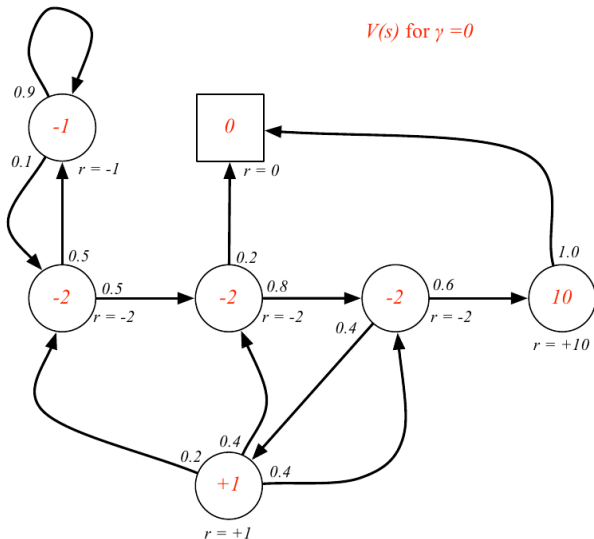 V(s) for γ =0
0.9
-1
0
0.1
r = -1
r = 0
0.5
0.2
1.0
-2
0.5
-2
0.8
-2
0.6
10
r = -2
r = -2
0.4
r = -2
r = +10
0.4
0.2
+1
0.4
r = +1